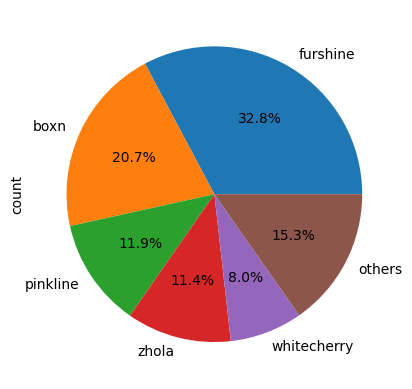 furshine
32.8%
boxn
20.7%
count
11.9%
pinkline
11.4%
zhola
8.0%
whitecherry
15.3%
others